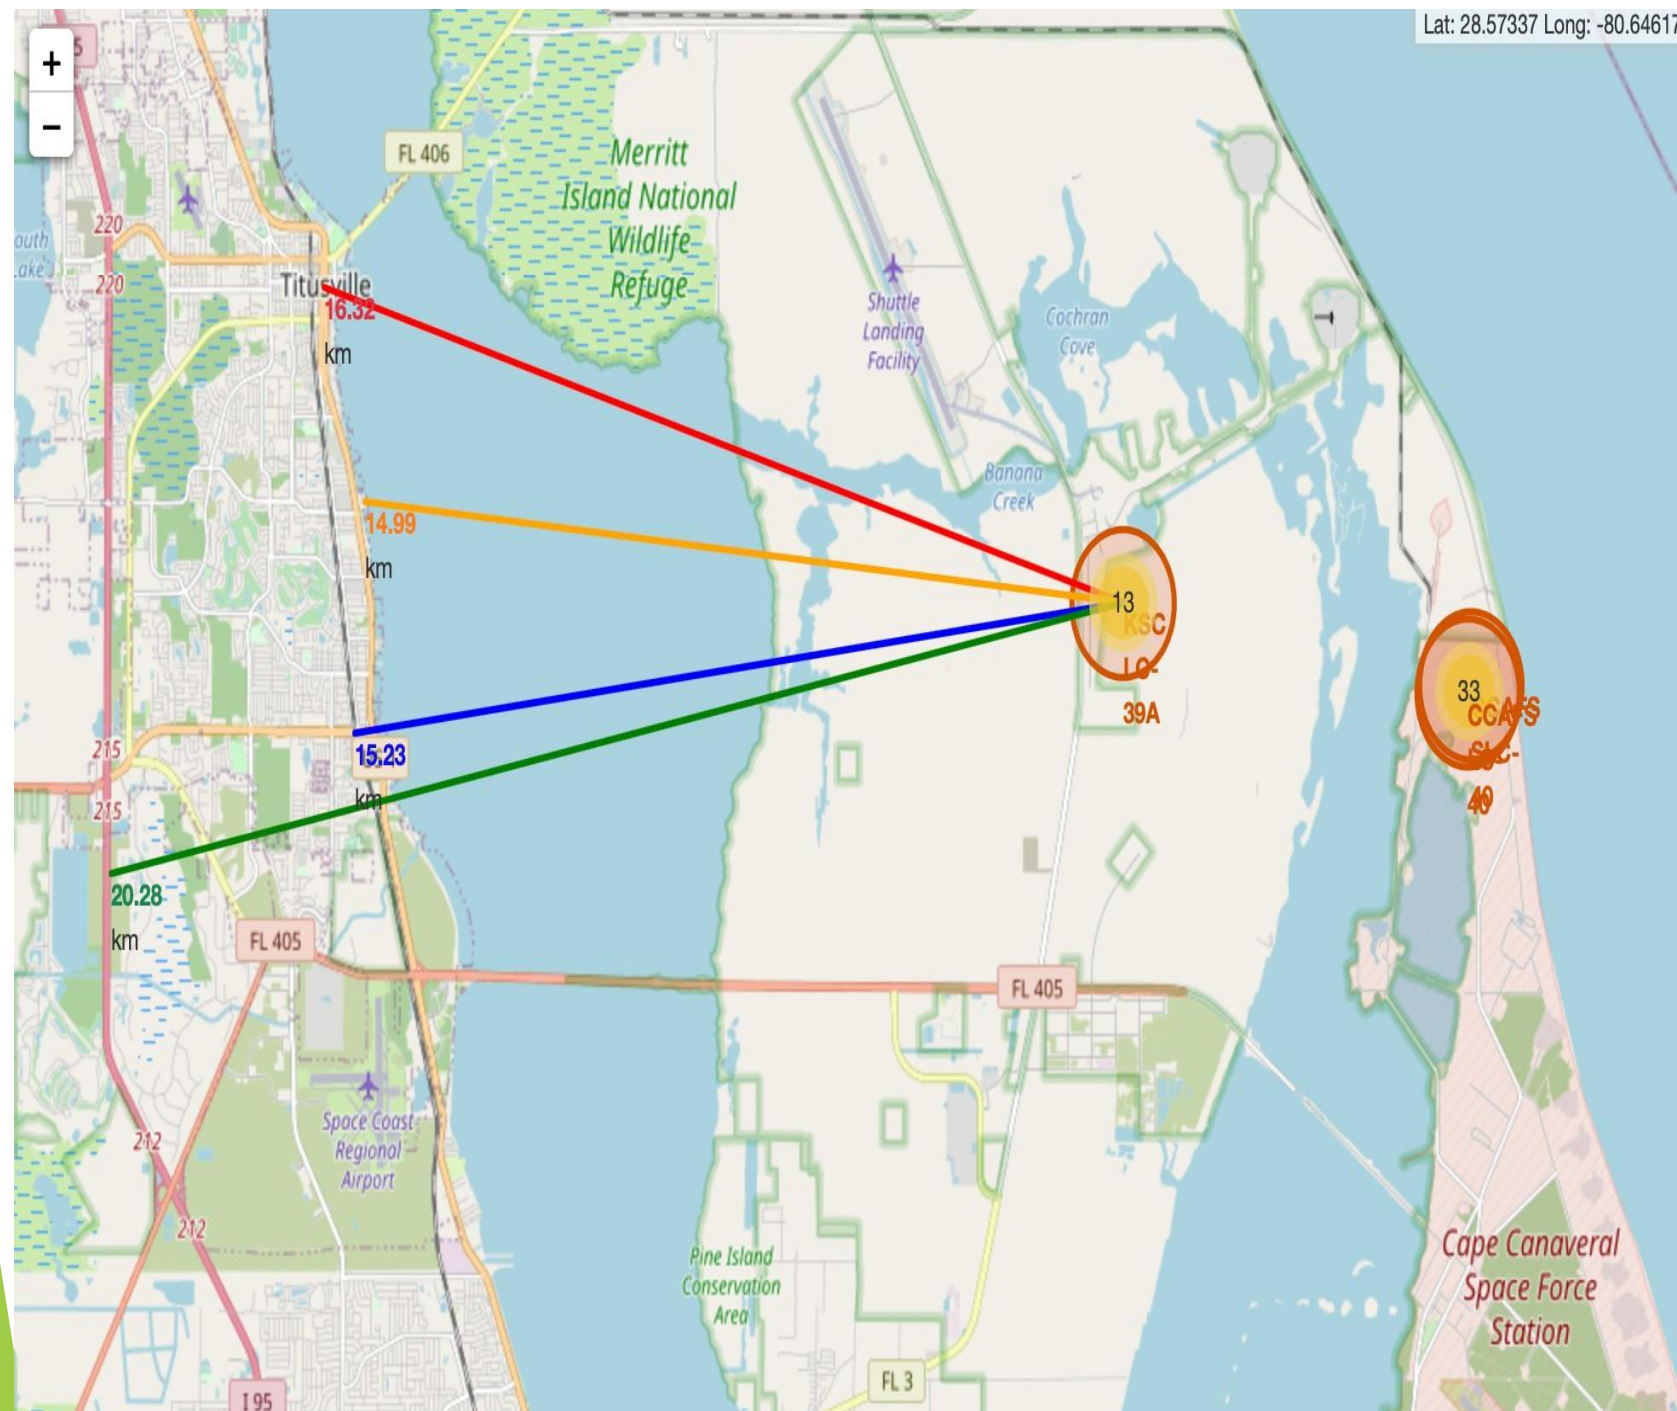 Lat: 28.57337 Long: -80.64617
+
−
5
FL 406
Merritt
Island National
Wildlife
Refuge
220
outh
Lake
220
Titusville
16.32
km
Shuttle
Landing
Facility
Cochran
Cove
Banana
Creek
14.99
km
13
KSC
LC-
39A
33
CCAFS
SLC-
40
215
15.23
km
215
20.28
km
FL 405
FL 405
Space Coast
Regional
Airport
212
212
Pine Island
Conservation
Area
Cape Canaveral
Space Force
Station
FL 3
I 95